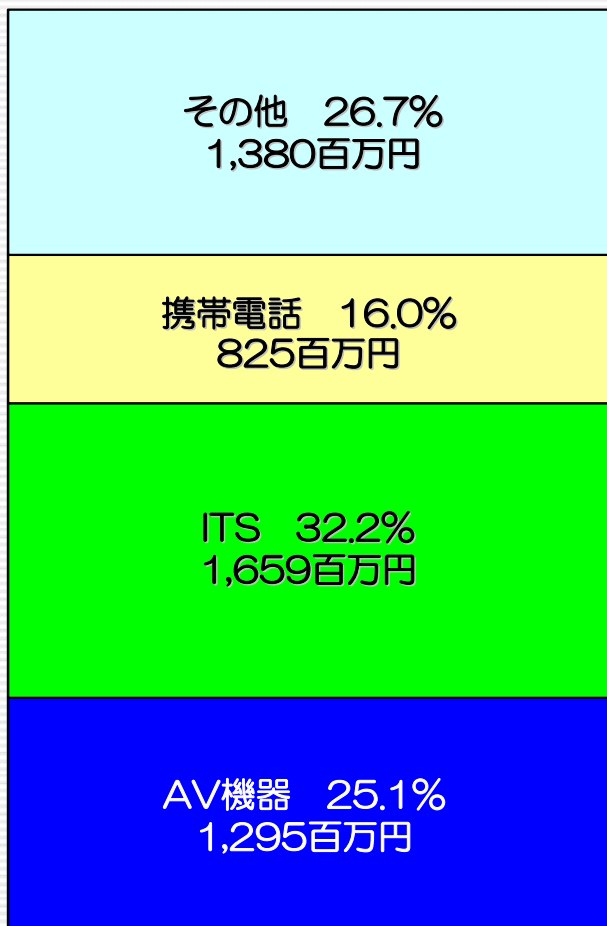 その他　26.7%
1,380百万円
携帯電話　16.0%
825百万円
ITS　32.2%
1,659百万円
AV機器　25.1%
1,295百万円